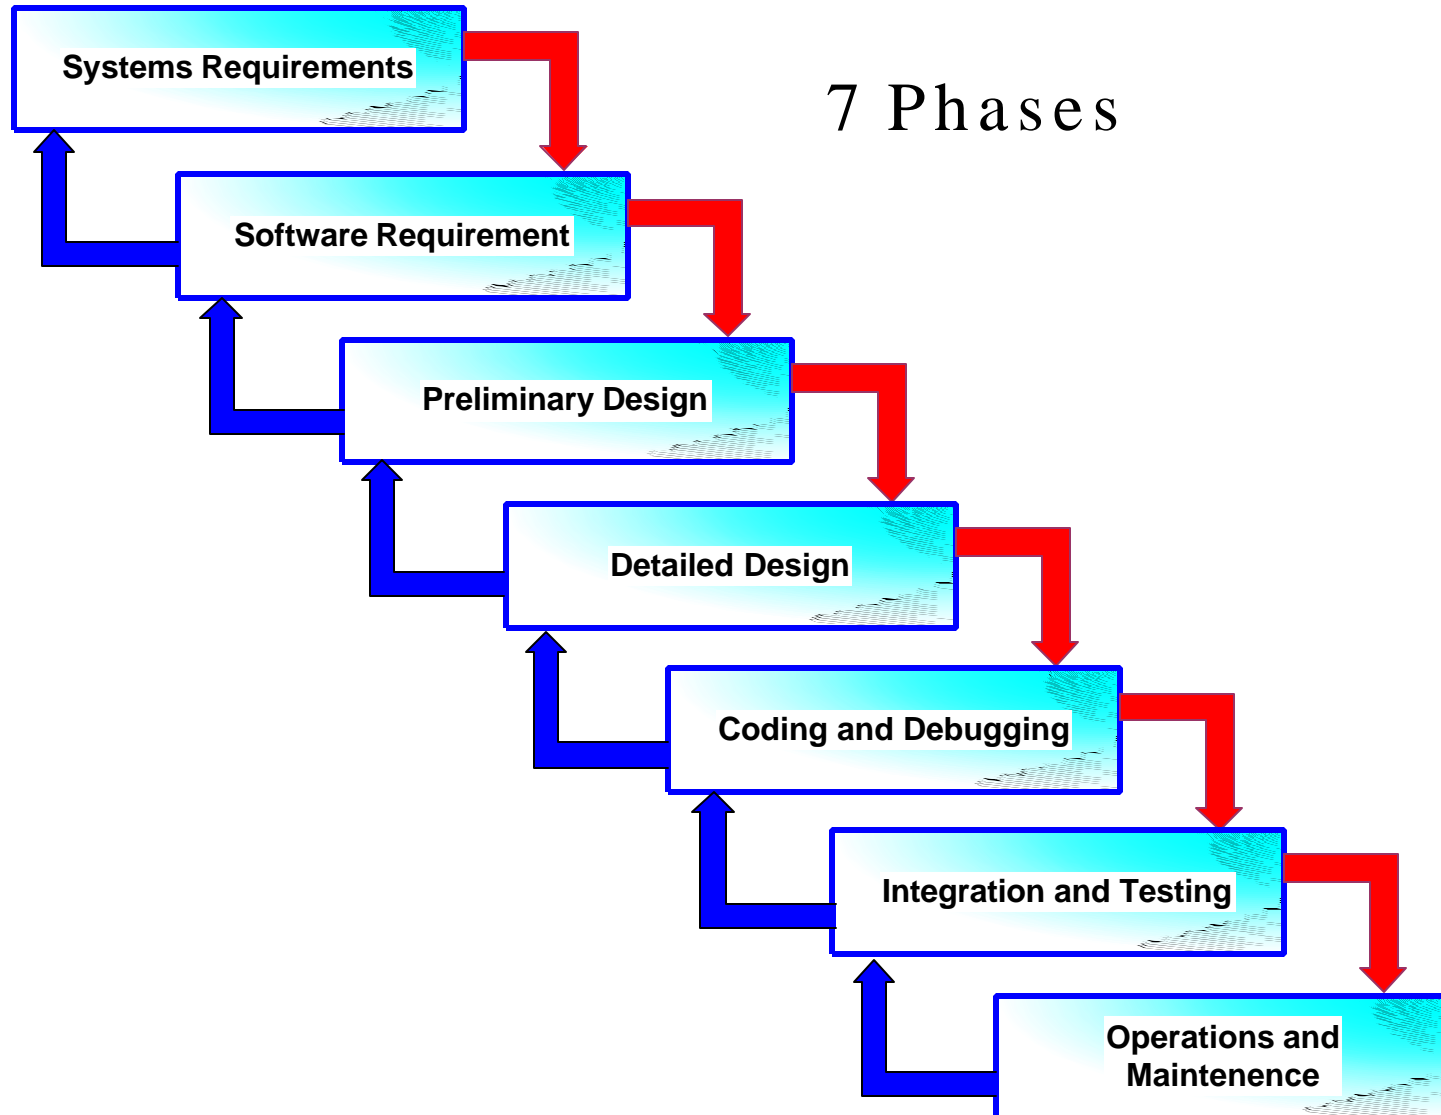 Systems Requirements
7 Phases
Software Requirement
Preliminary Design
Detailed Design
Coding and Debugging
Integration and Testing
Operations and
Maintenence